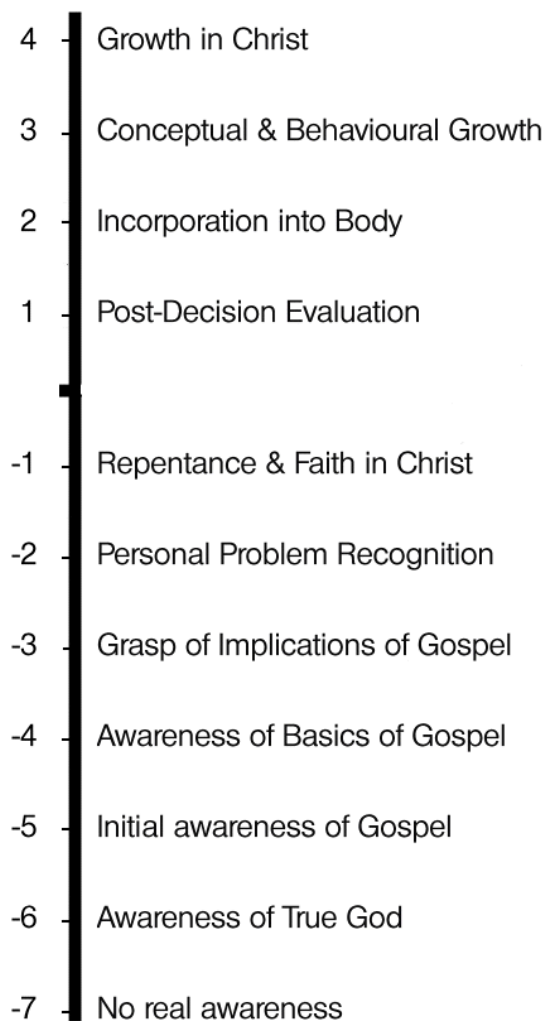 4 Growth in Christ
3 Conceptual & Behavioural Growth
2 Incorporation into Body
1 Post-Decision Evaluation
-1 Repentance & Faith in Christ
-2 Personal Problem Recognition
-3 Grasp of Implications of Gospel
-4 Awareness of Basics of Gospel
-5 Initial awareness of Gospel
-6 Awareness of True God
-7 No real awareness